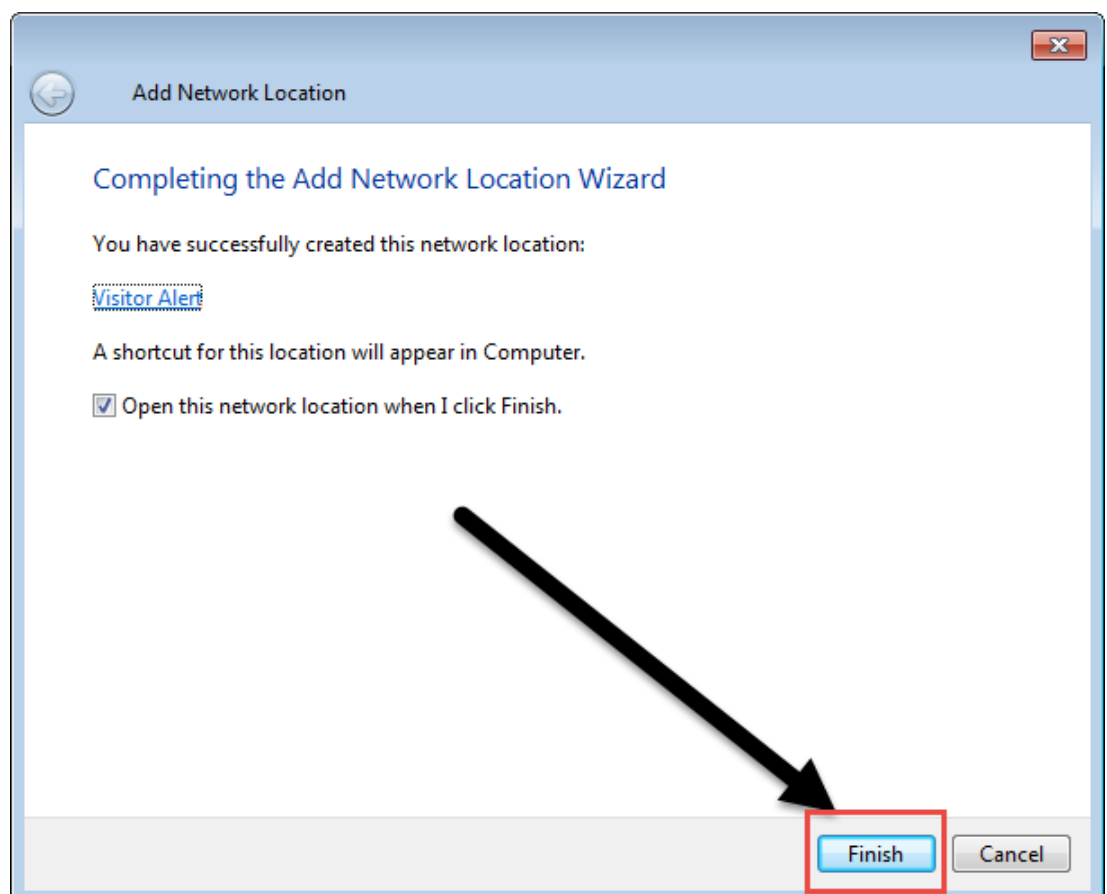 Add Network Location
Completing the Add Network Location Wizard
You have successfully created this network location:
Visitor Alert
A shortcut for this location will appear in Computer.
Open this network location when I click Finish.
Finish
Cancel